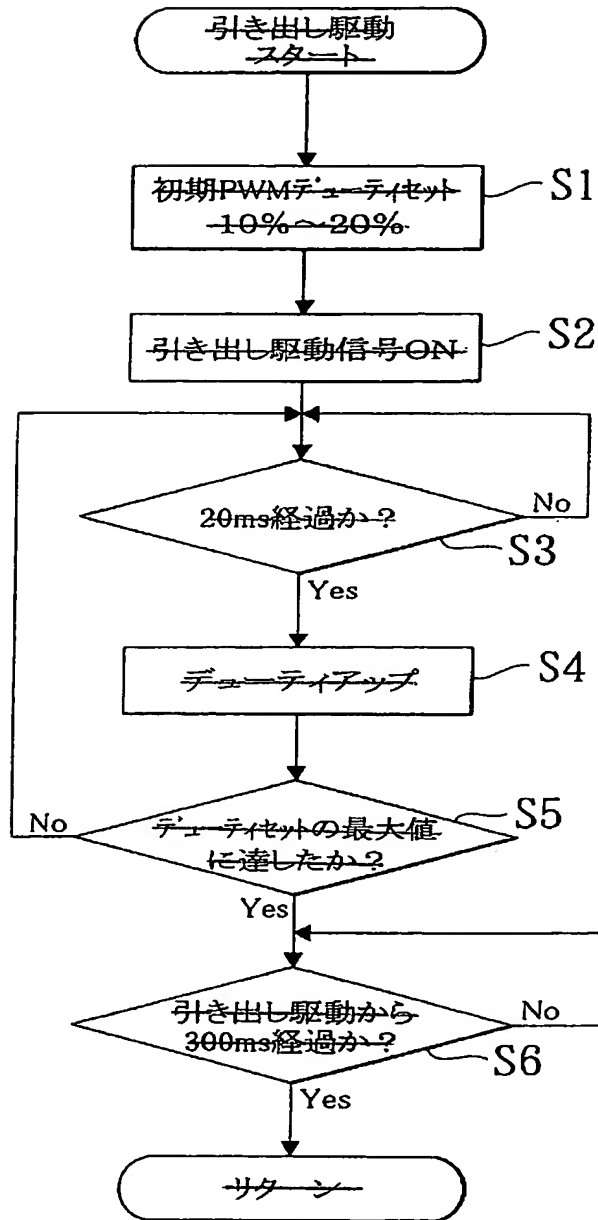 引き出し駆動
スタート
初期PWMデューティセット
10%~20%
S1
引き出し駆動信号ON
S2
20ms経過か？
No
S3
Yes
デューティアップ
S4
デューティセットの最大値
に達したか？
S5
No
Yes
引き出し駆動から
300ms経過か？
No
S6
Yes
リターン